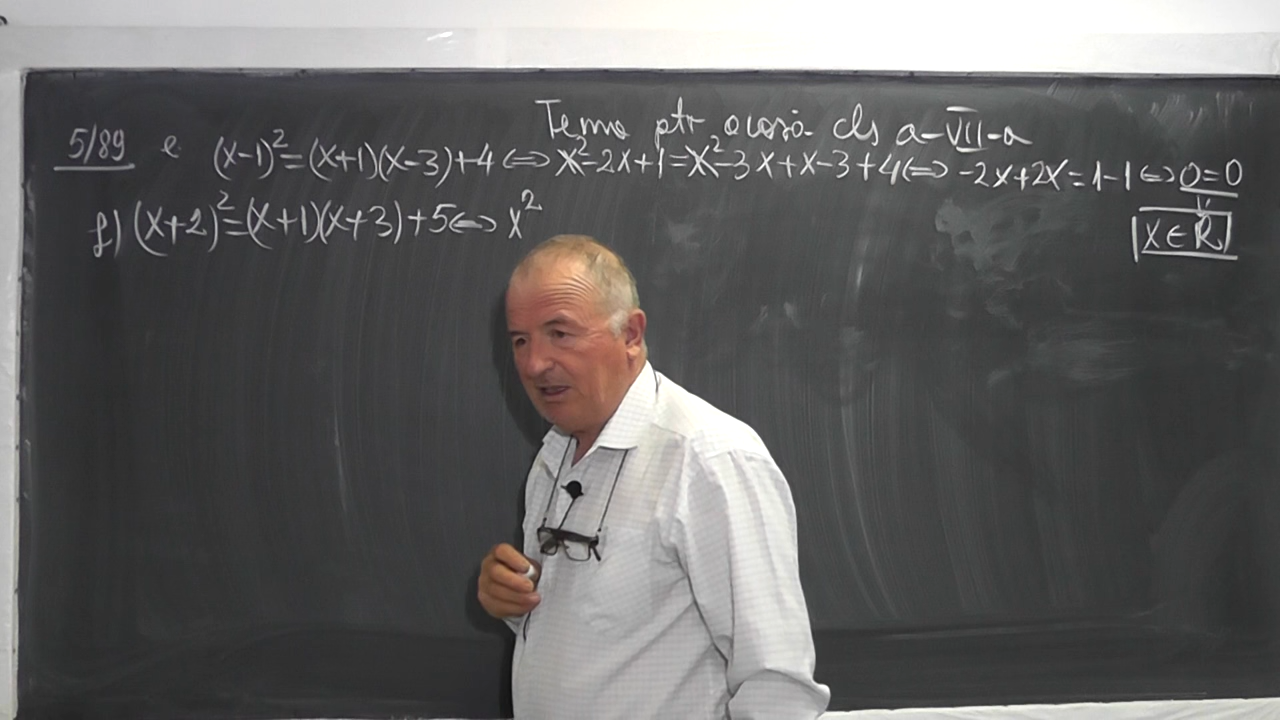 Temă ptr. acasă cls a-VII-a
5/89 e (x-1)²=(x+1)(x-3)+4⇔x²-2x+1=x²-3x+x-3+4⇔-2x+2x=1-1⇔0=0
f) (x+2)²=(x+1)(x+3)+5⇔x²
x∈R